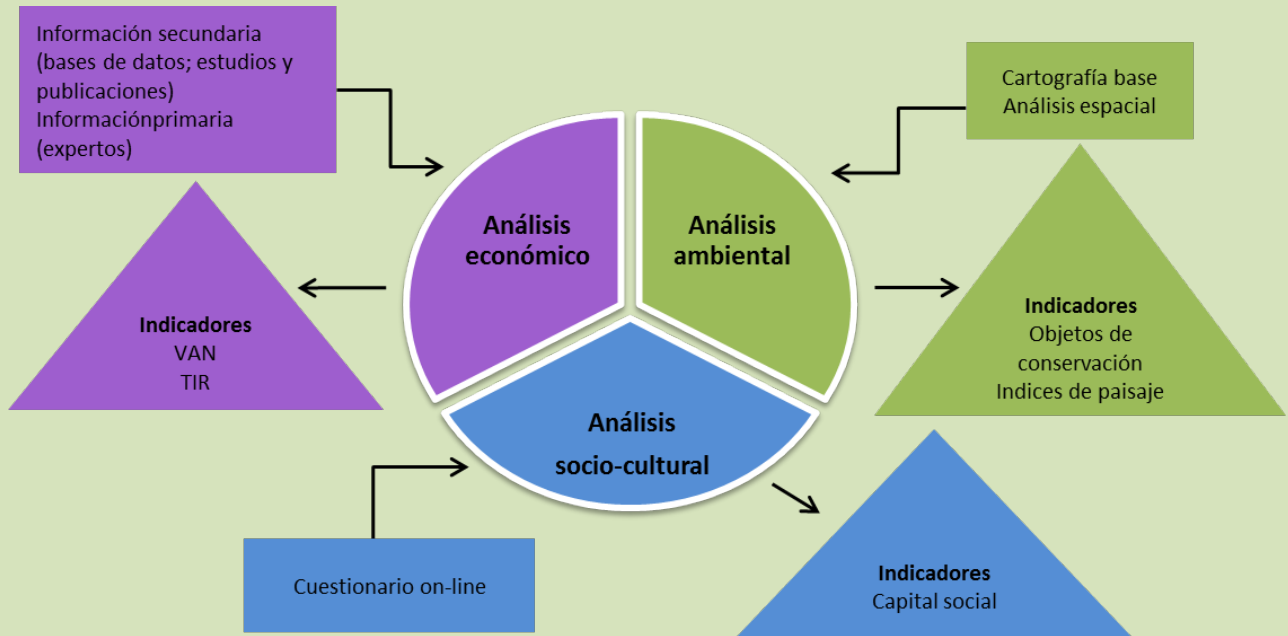 Información secundaria
(bases de datos; estudios y
publicaciones)
Informaciónprimaria
(expertos)
Cartografía base
Análisis espacial
Análisis
económico
Análisis
ambiental
Indicadores
VAN
TIR
Indicadores
Objetos de
conservación
Indices de paisaje
Análisis
socio-cultural
Cuestionario on-line
Indicadores
Capital social